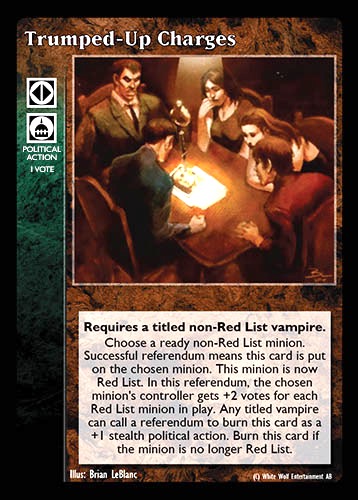 Trumped-Up Charges
POLITICAL
ACTION
1 VOTE
Requires a titled non-Red List vampire.
Choose a ready non-Red List minion.
Successful referendum means this card is put
on the chosen minion. This minion is now
Red List. In this referendum, the chosen
minion's controller gets +2 votes for each
Red List minion in play. Any titled vampire
can call a referendum to burn this card as a
+1 stealth political action. Burn this card if
the minion is no longer Red List.
Illus: Brian LeBlanc
(C) White Wolf Entertainment AB